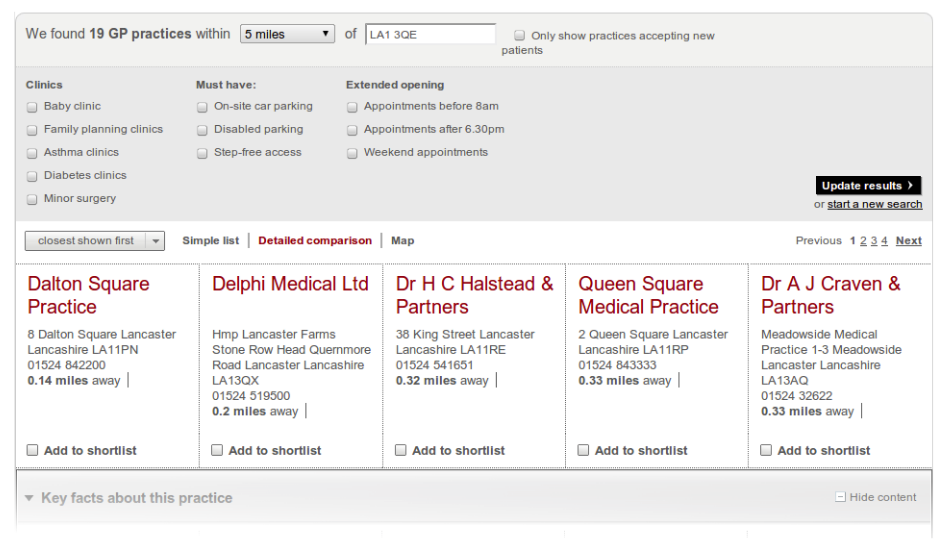 We found 19 GP practices within 5 miles of LA1 3QE Only show practices accepting new patients
Clinics
Baby clinic
Family planning clinics
Asthma clinics
Diabetes clinics
Minor surgery
Must have:
On-site car parking
Disabled parking
Step-free access
Extended opening
Appointments before 8am
Appointments after 6.30pm
Weekend appointments
Update results
or start a new search
closest shown first Simple list Detailed comparison Map Previous 1 2 3 4 Next
Dalton Square
Practice
8 Dalton Square Lancaster
Lancashire LA11PN
01524 842200
0.14 miles away
Add to shortlist
Delphi Medical Ltd
Hmp Lancaster Farms
Stone Row Head Quernmore
Road Lancaster Lancashire
LA13QX
01524 519500
0.2 miles away
Add to shortlist
Dr H C Halstead &
Partners
38 King Street Lancaster
Lancashire LA11RE
01524 541651
0.32 miles away
Add to shortlist
Queen Square
Medical Practice
2 Queen Square Lancaster
Lancashire LA11RP
01524 843333
0.33 miles away
Add to shortlist
Dr A J Craven &
Partners
Meadowside Medical
Practice 1-3 Meadowside
Lancaster Lancashire
LA13AQ
01524 32622
0.33 miles away
Add to shortlist
Key facts about this practice Hide content